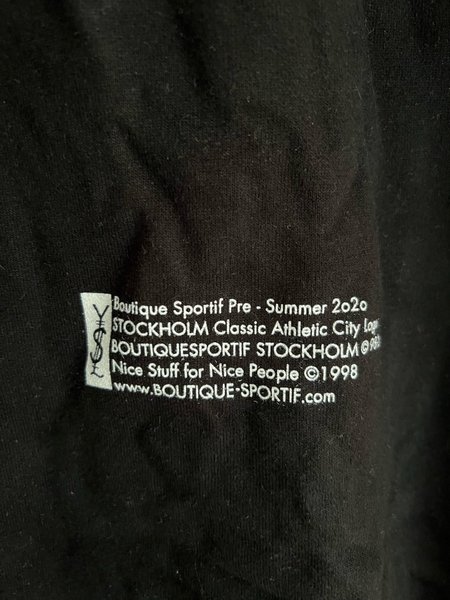 Boutique Sportif Pre - Summer 2o2o
STOCKHOLM Classic Athletic City Logo
BOUTIQUESPORTIF STOCKHOLM ©
Nice Stuff for Nice People ©1998
www.BOUTIQUE-SPORTIF.com